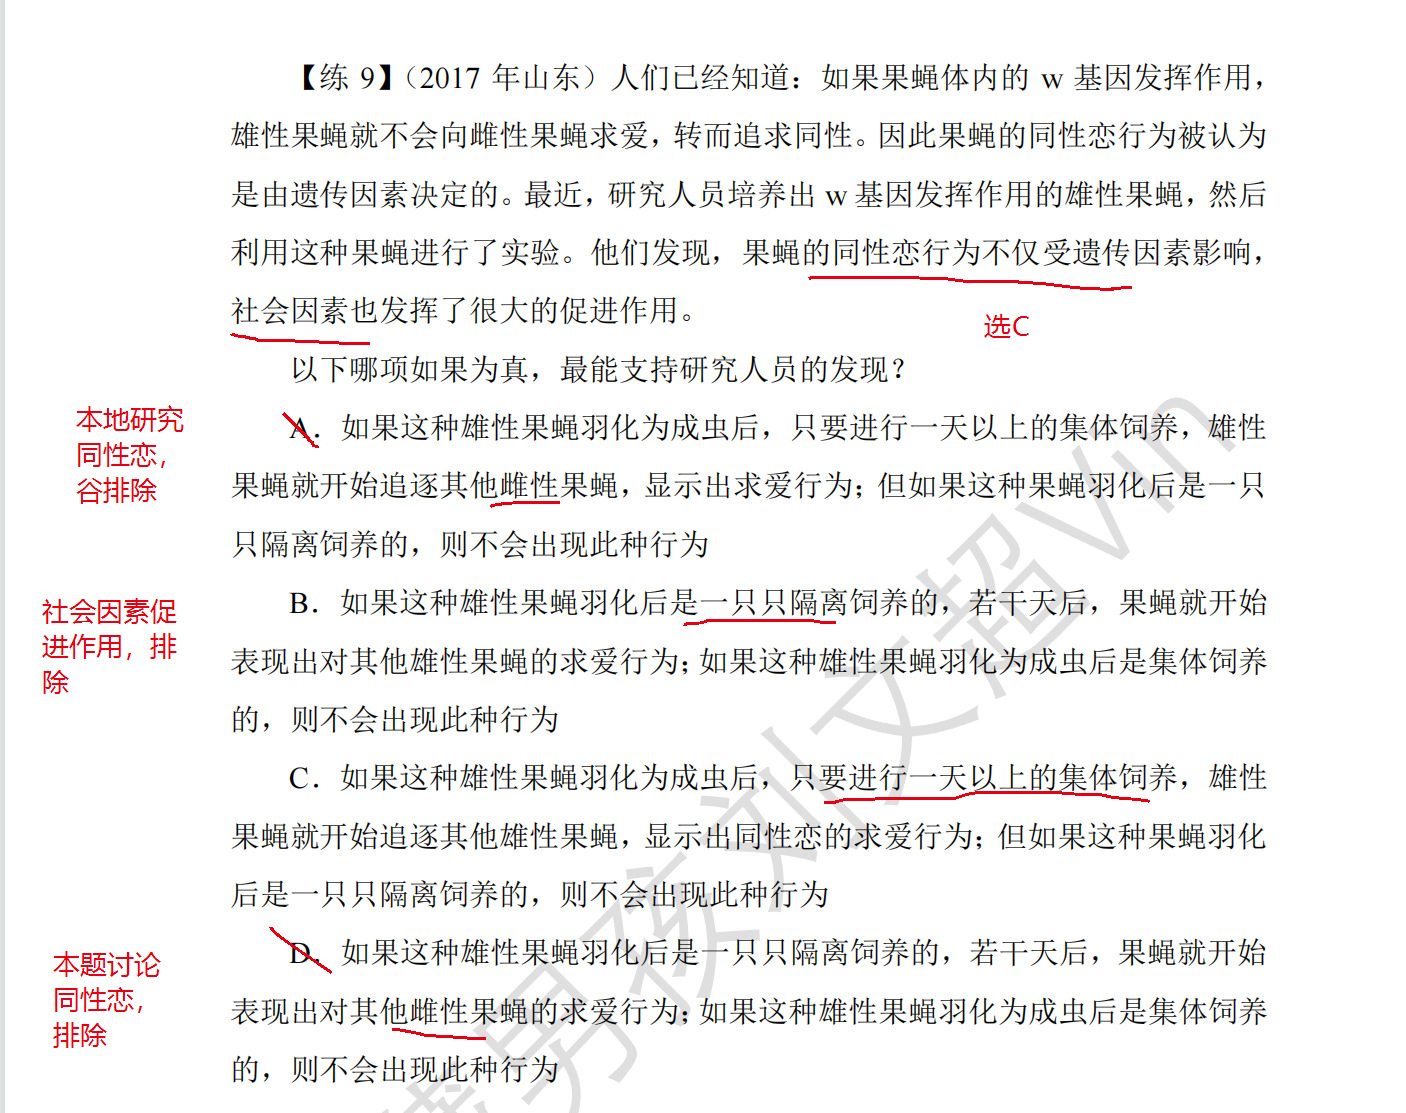 【练 9】（2017 年山东）人们已经知道：如果果蝇体内的 w 基因发挥作用，
雄性果蝇就不会向雌性果蝇求爱，转而追求同性。因此果蝇的同性恋行为被认为
是由遗传因素决定的。最近，研究人员培养出 w 基因发挥作用的雄性果蝇，然后
利用这种果蝇进行了实验。他们发现，果蝇的同性恋行为不仅受遗传因素影响，
社会因素也发挥了很大的促进作用。
选C
以下哪项如果为真，最能支持研究人员的发现？
本地研究
同性恋，
谷排除
A．如果这种雄性果蝇羽化为成虫后，只要进行一天以上的集体饲养，雄性
果蝇就开始追逐其他雌性果蝇，显示出求爱行为；但如果这种果蝇羽化后是一只
只隔离饲养的，则不会出现此种行为
社会因素促
进作用，排
除
B．如果这种雄性果蝇羽化后是一只只隔离饲养的，若干天后，果蝇就开始
表现出对其他雄性果蝇的求爱行为；如果这种雄性果蝇羽化为成虫后是集体饲养
的，则不会出现此种行为
C．如果这种雄性果蝇羽化为成虫后，只要进行一天以上的集体饲养，雄性
果蝇就开始追逐其他雄性果蝇，显示出同性恋的求爱行为；但如果这种果蝇羽化
后是一只只隔离饲养的，则不会出现此种行为
本题讨论
同性恋，
排除
D．如果这种雄性果蝇羽化后是一只只隔离饲养的，若干天后，果蝇就开始
表现出对其他雌性果蝇的求爱行为；如果这种雄性果蝇羽化为成虫后是集体饲养
的，则不会出现此种行为
男孩刘文超Vin